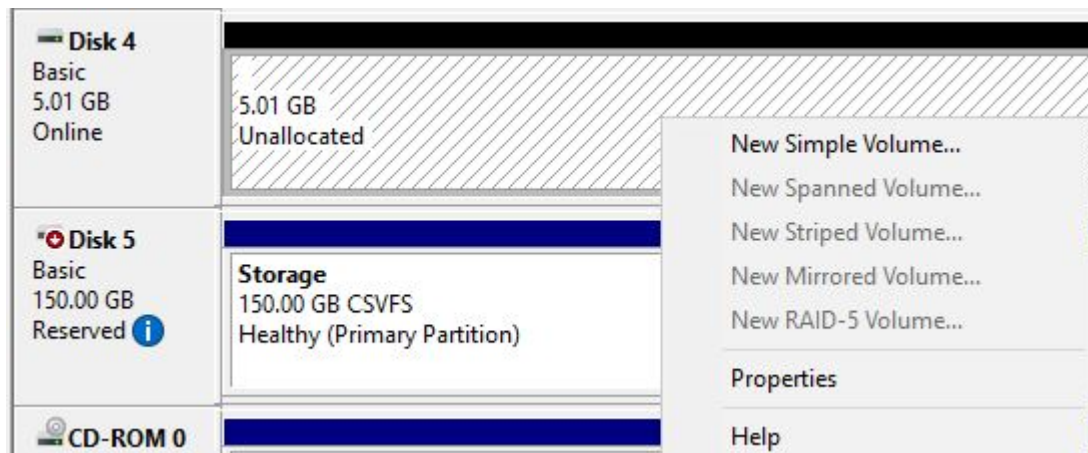 Disk 4
Basic
5.01 GB
Online
5.01 GB
Unallocated
New Simple Volume...
New Spanned Volume...
New Striped Volume...
New Mirrored Volume...
New RAID-5 Volume...
Properties
Help
Disk 5
Basic
150.00 GB
Reserved
Storage
150.00 GB CSVFS
Healthy (Primary Partition)
CD-ROM 0